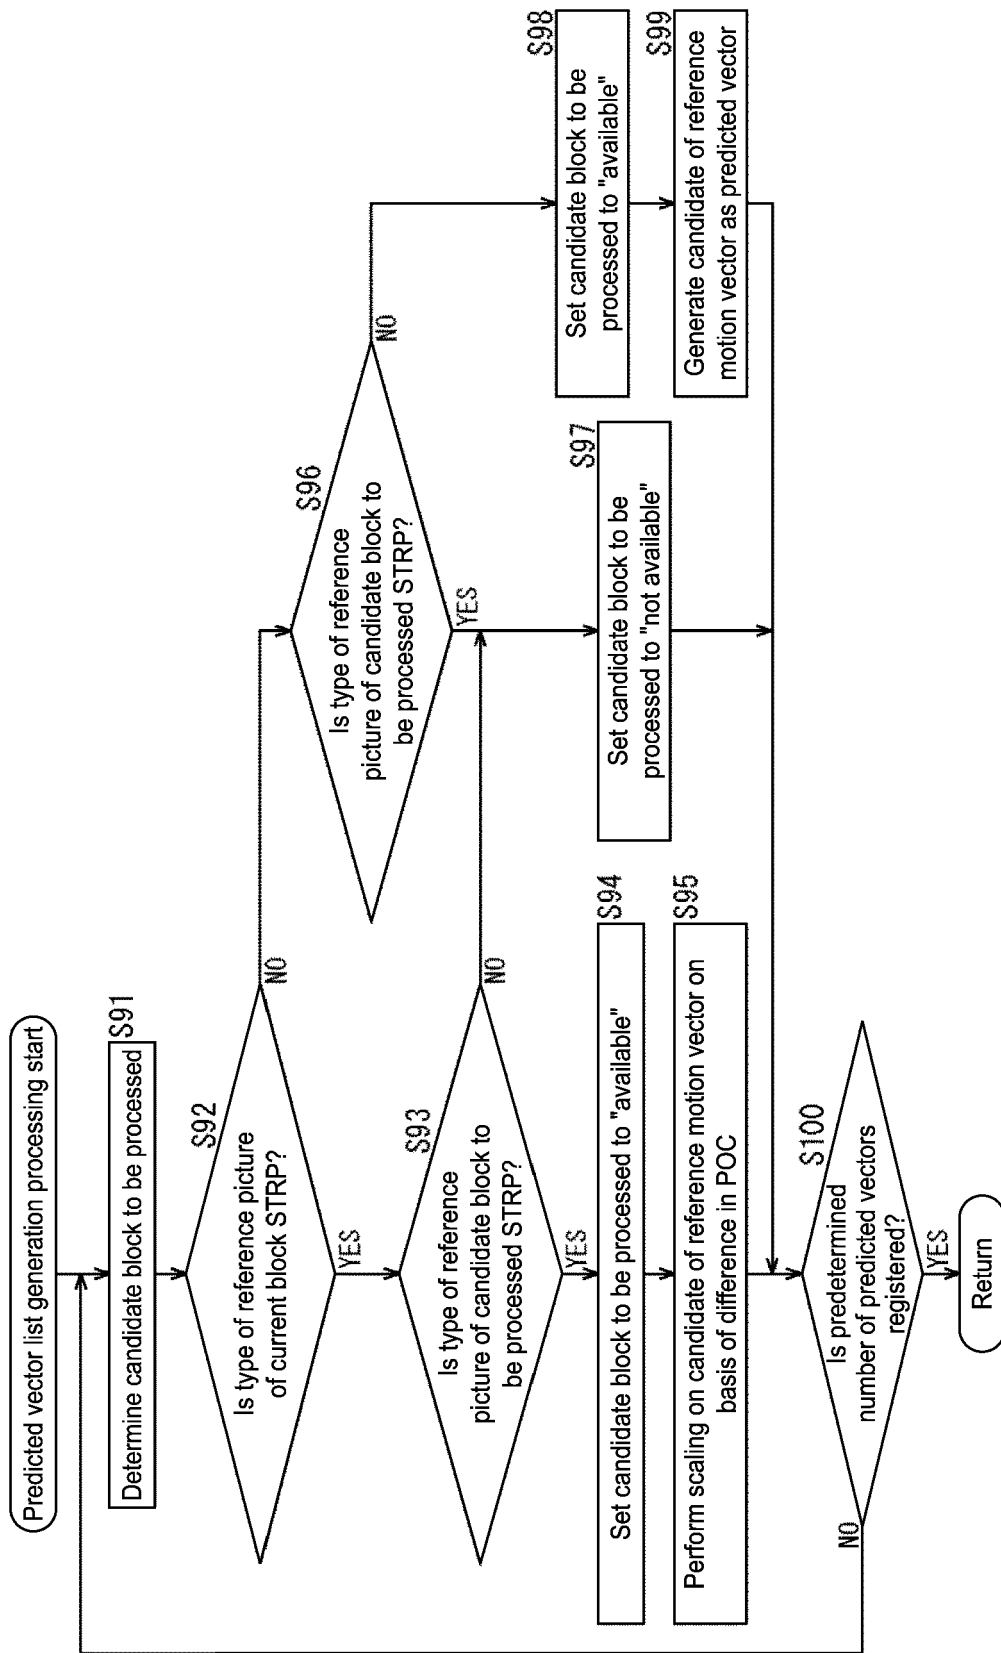 Predicted vector list generation processing start
S91
Determine candidate block to be processed
S92
Is type of reference picture
of current block STRP?
NO
YES
S93
Is type of reference
picture of candidate block to
be processed STRP?
NO
YES
S94
Set candidate block to be processed to "available"
S95
Perform scaling on candidate of reference motion vector on
basis of difference in POC
S96
Is type of reference
picture of candidate block to
be processed STRP?
NO
YES
S97
Set candidate block to be
processed to "not available"
S98
Set candidate block to be
processed to "available"
S99
Generate candidate of reference
motion vector as predicted vector
S100
Is predetermined
number of predicted vectors
registered?
NO
YES
Return